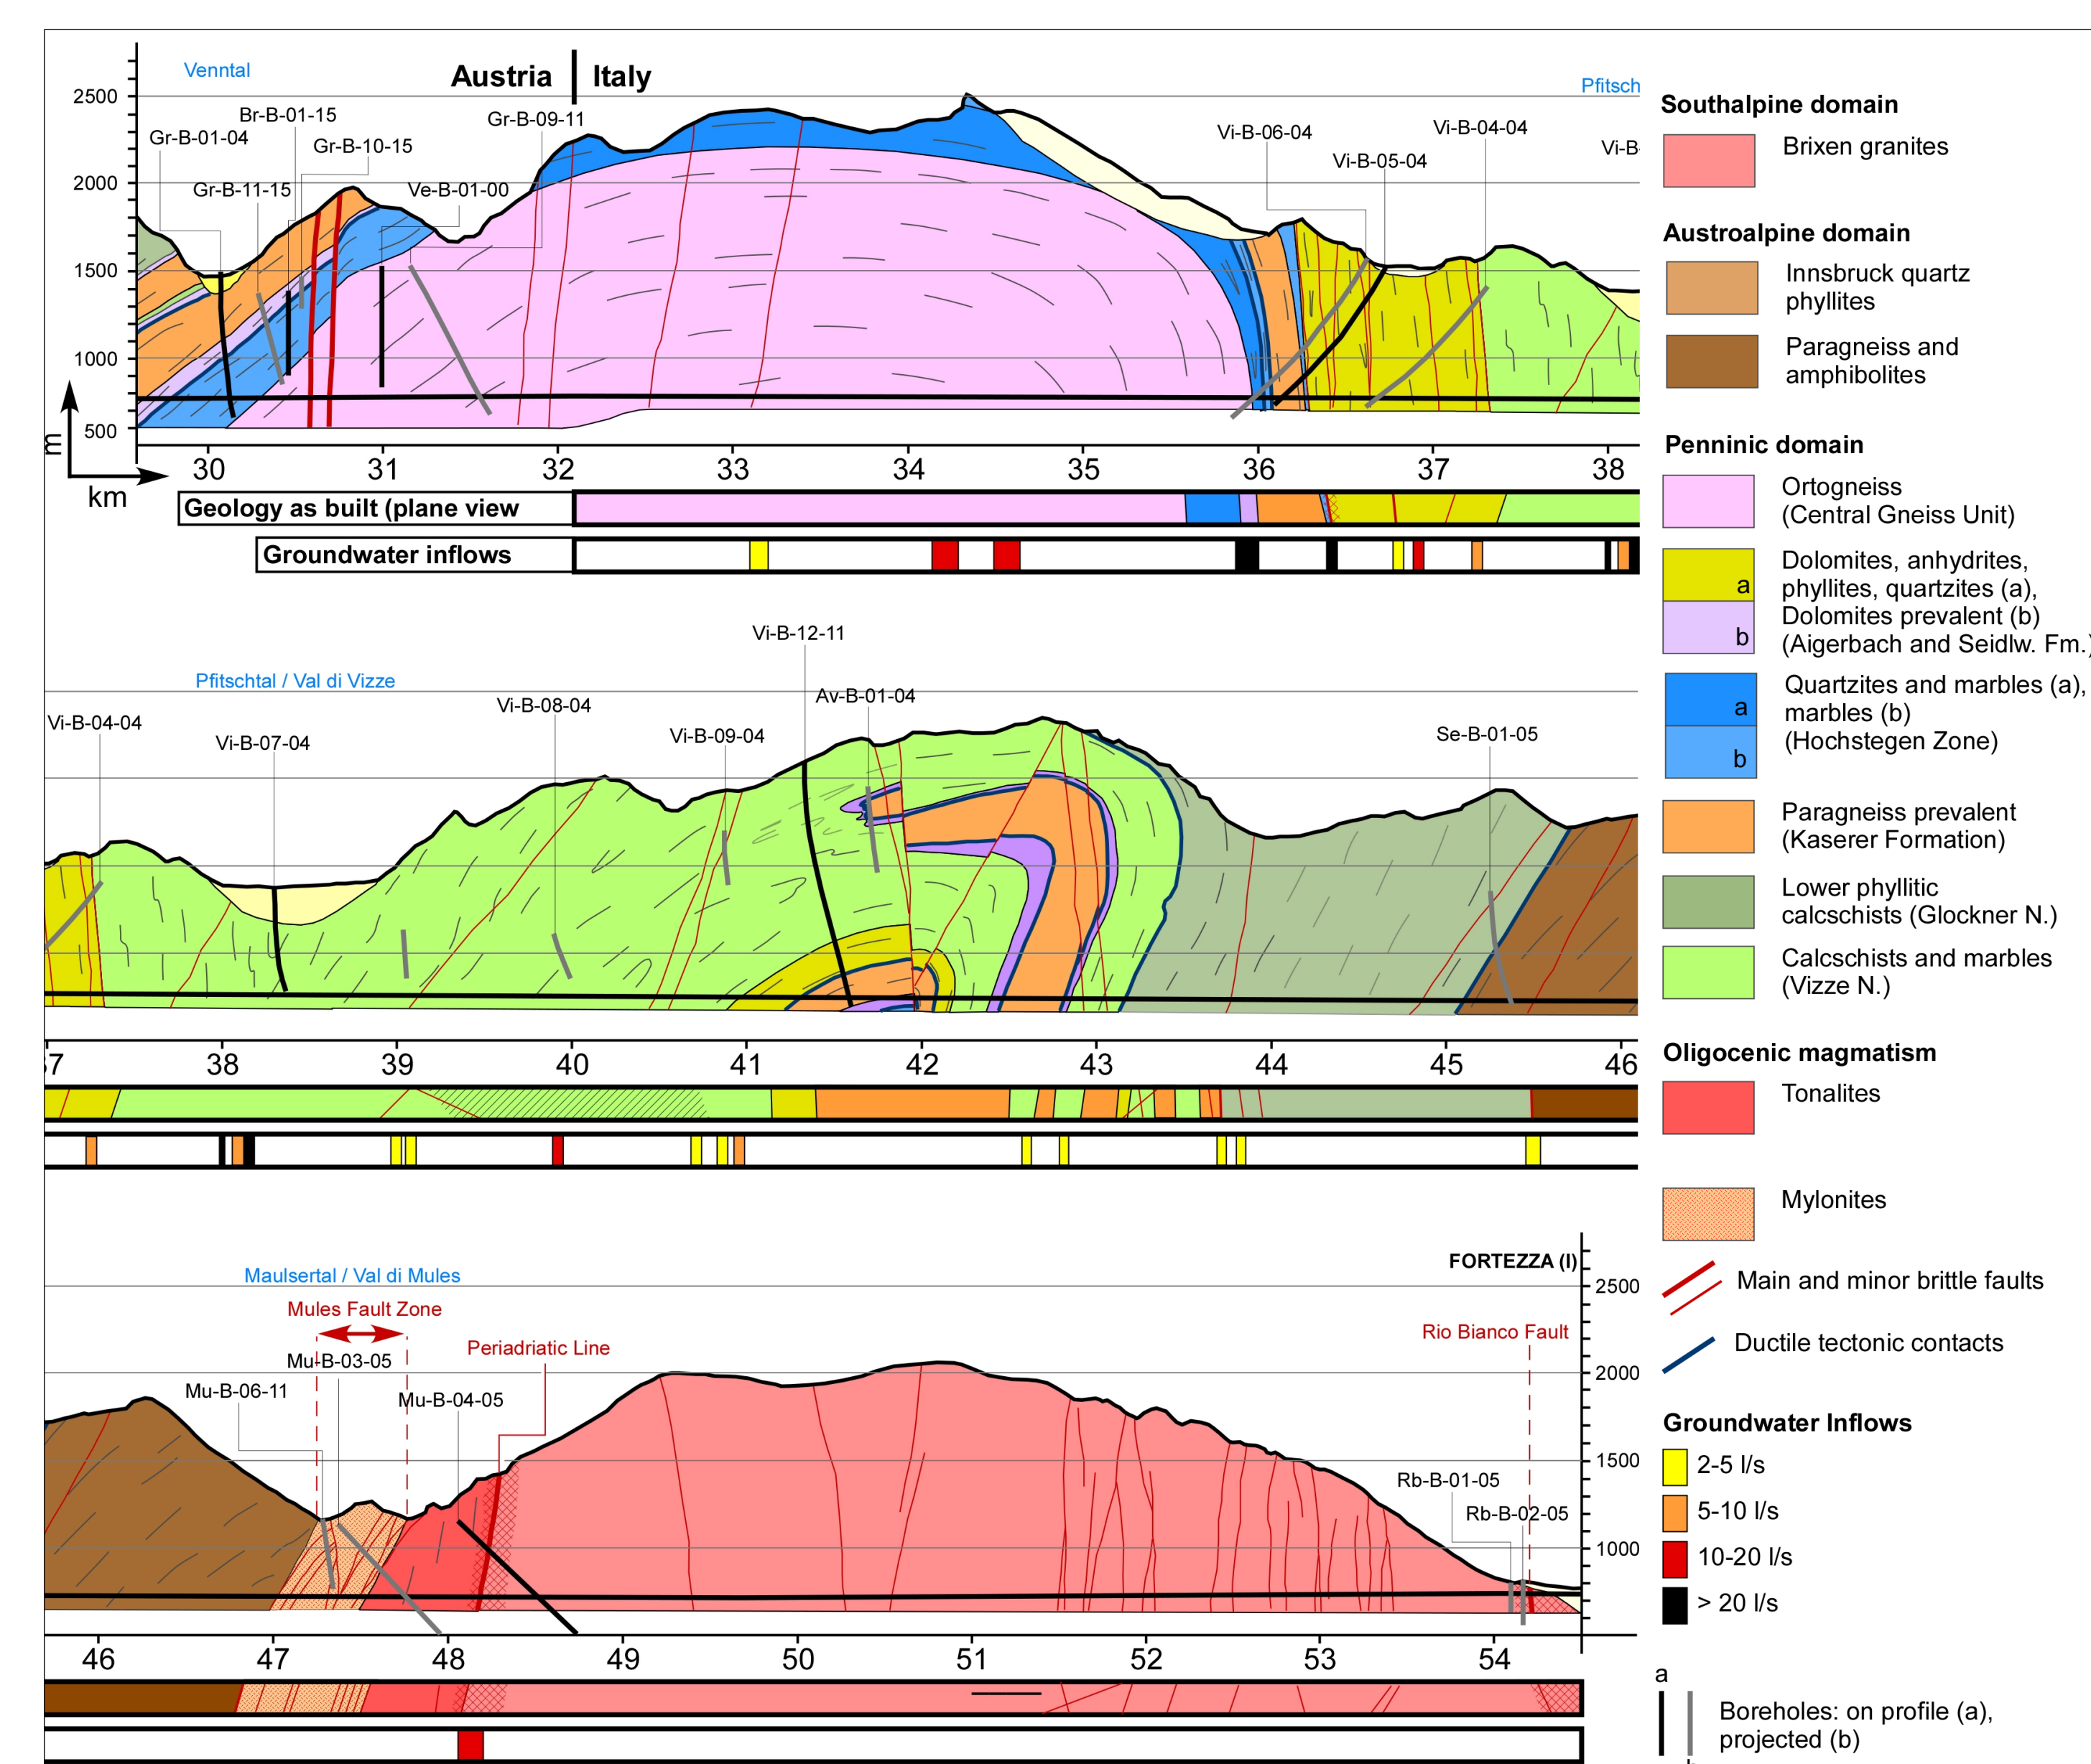 Venntal
Austria
Italy
Pfitsch
2500
2000
1500
1000
500
m
km
Gr-B-01-04
Br-B-01-15
Gr-B-10-15
Gr-B-11-15
Ve-B-01-00
Gr-B-09-11
Vi-B-06-04
Vi-B-05-04
Vi-B-04-04
Vi-B-
30 31 32 33 34 35 36 37 38
Geology as built (plane view
Groundwater inflows
Vi-B-12-11
Pfitschtal / Val di Vizze
Vi-B-04-04
Vi-B-07-04
Vi-B-08-04
Vi-B-09-04
Av-B-01-04
Se-B-01-05
37 38 39 40 41 42 43 44 45 46
FORTEZZA (I)
Maulsertal / Val di Mules
Mules Fault Zone
Periadriatic Line
Rio Bianco Fault
Mu-B-03-05
Mu-B-06-11
Mu-B-04-05
Rb-B-01-05
Rb-B-02-05
2500
2000
1500
1000
46 47 48 49 50 51 52 53 54
Southalpine domain
Brixen granites
Austroalpine domain
Innsbruck quartz
phyllites
Paragneiss and
amphibolites
Penninic domain
Ortogneiss
(Central Gneiss Unit)
a
b
Dolomites, anhydrites,
phyllites, quartzites (a),
Dolomites prevalent (b)
(Aigerbach and Seidlw. Fm.)
a
b
Quartzites and marbles (a),
marbles (b)
(Hochstegen Zone)
Paragneiss prevalent
(Kaserer Formation)
Lower phyllitic
calcschists (Glockner N.)
Calcschists and marbles
(Vizze N.)
Oligocenic magmatism
Tonalites
Mylonites
Main and minor brittle faults
Ductile tectonic contacts
Groundwater Inflows
2-5 l/s
5-10 l/s
10-20 l/s
> 20 l/s
a
Boreholes: on profile (a),
projected (b)